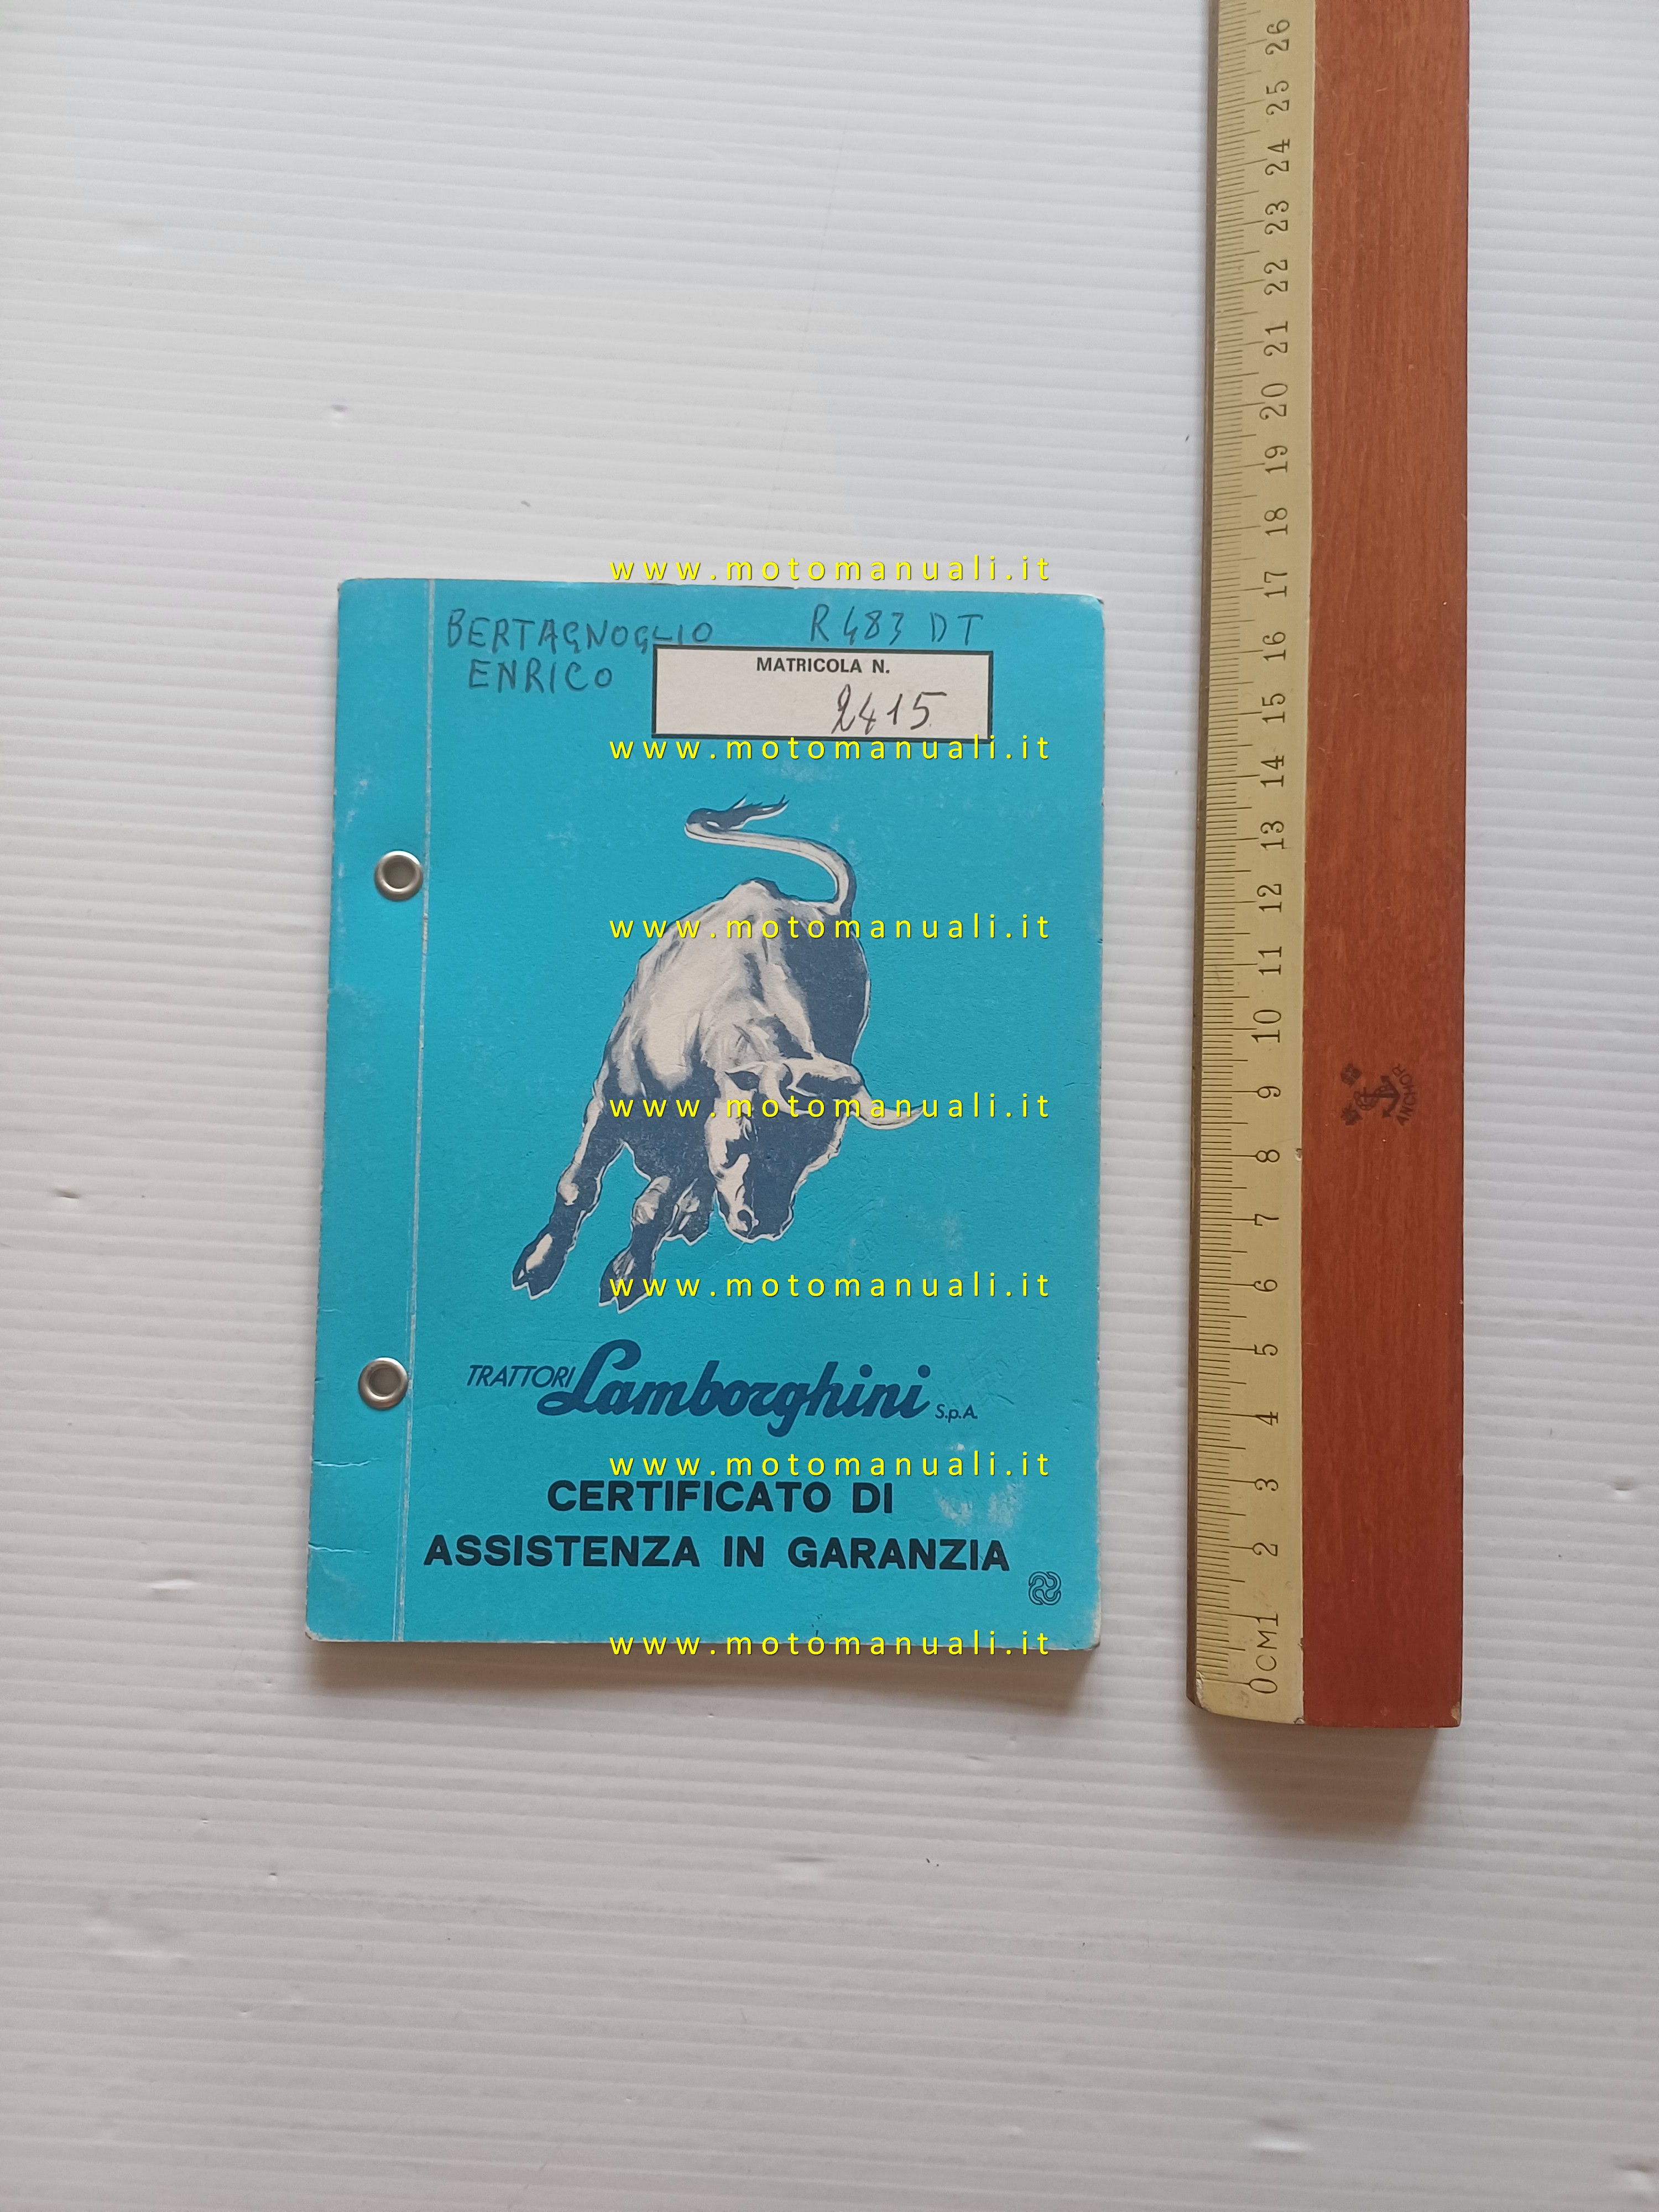 www.motomanuali.it
BERTAGNOGLIO R483 DT
ENRICO
MATRICOLA N.
2415
www.motomanuali.it
www.motomanuali.it
www.motomanuali.it
www.motomanuali.it
TRATTORI Lamborghini S.p.A.
www.motomanuali.it
CERTIFICATO DI
ASSISTENZA IN GARANZIA
www.motomanuali.it
26
25
24
23
22
21
20
19
18
17
16
15
14
13
12
11
10
9
8
7
6
5
4
3
2
0CM1
ANCHOR